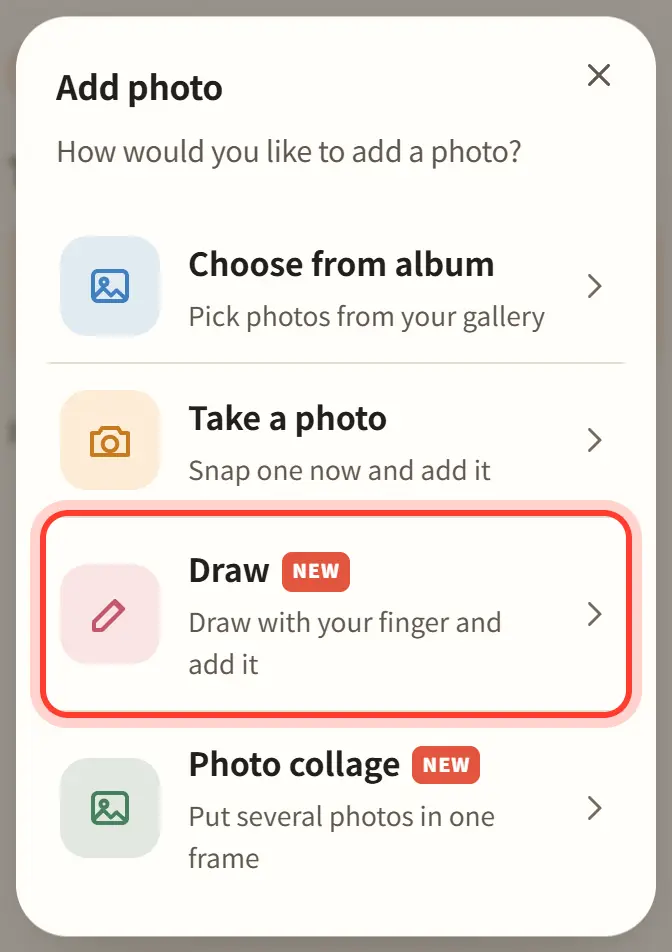 Add photo
How would you like to add a photo?
Choose from album
Pick photos from your gallery
Take a photo
Snap one now and add it
Draw NEW
Draw with your finger and
add it
Photo collage NEW
Put several photos in one
frame